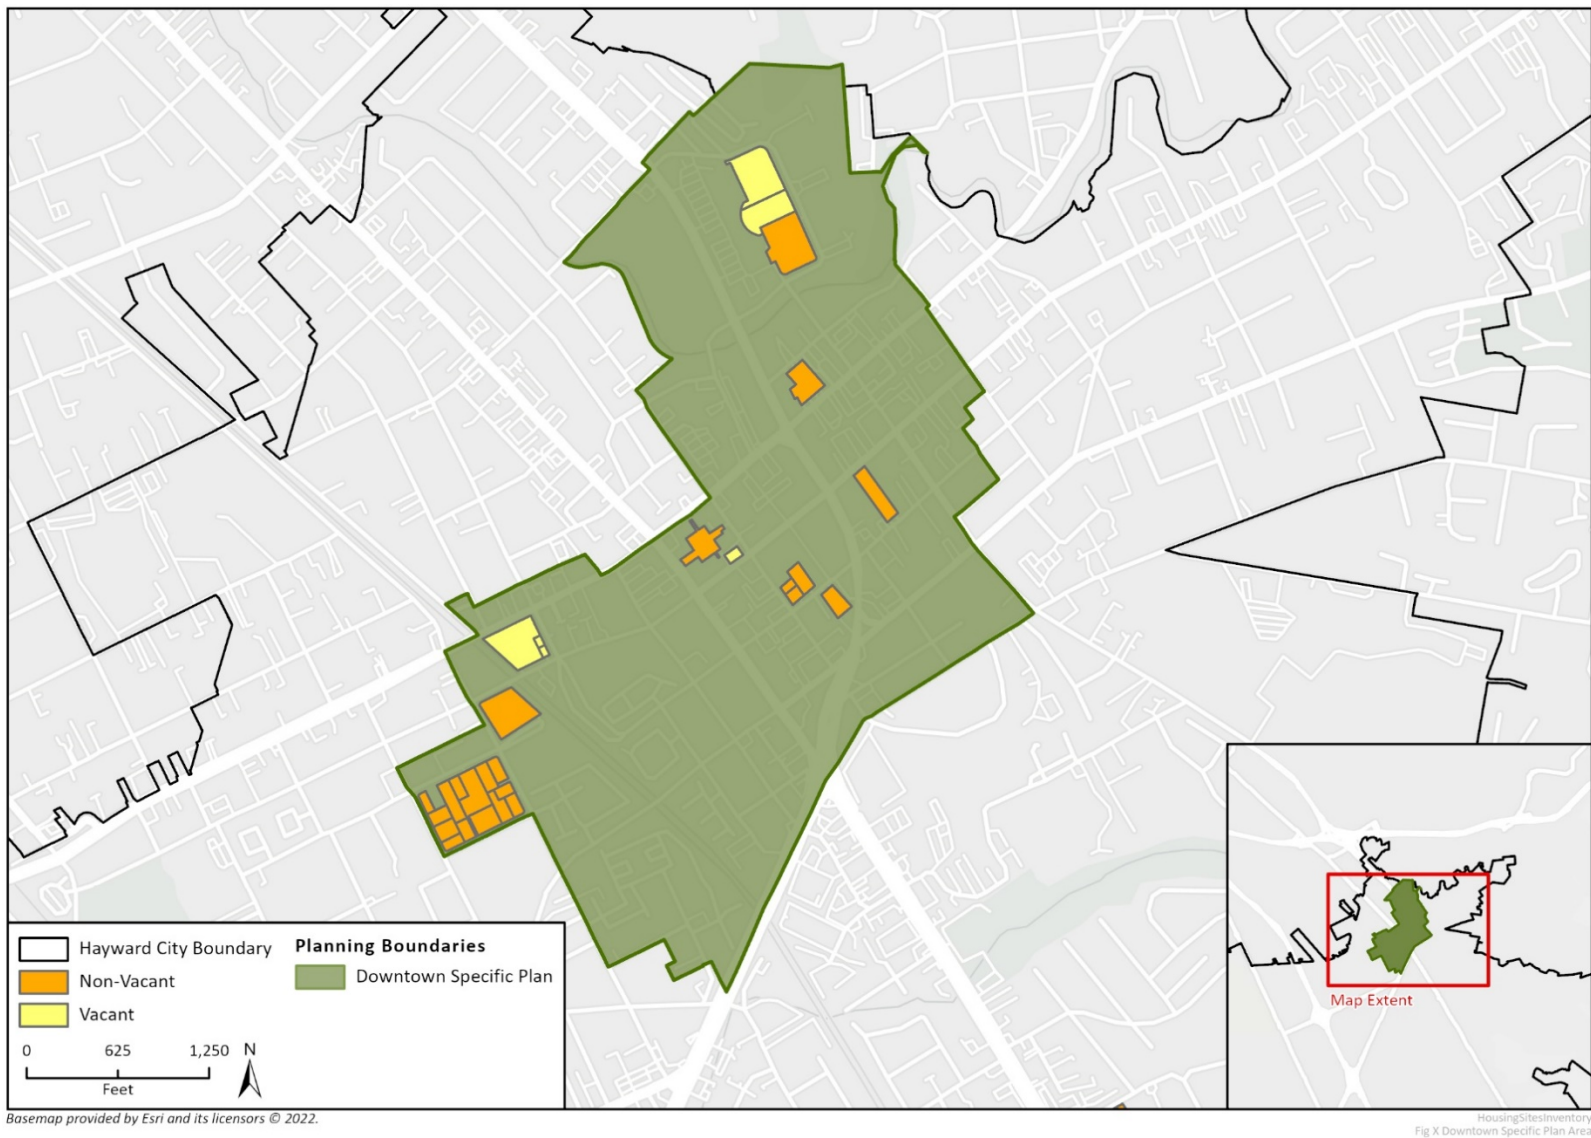 Hayward City Boundary
Non-Vacant
Vacant
Planning Boundaries
Downtown Specific Plan
0 625 1,250
Feet
N
Map Extent
Basemap provided by Esri and its licensors © 2022.
HousingSitesInventory
Fig X Downtown Specific Plan Area